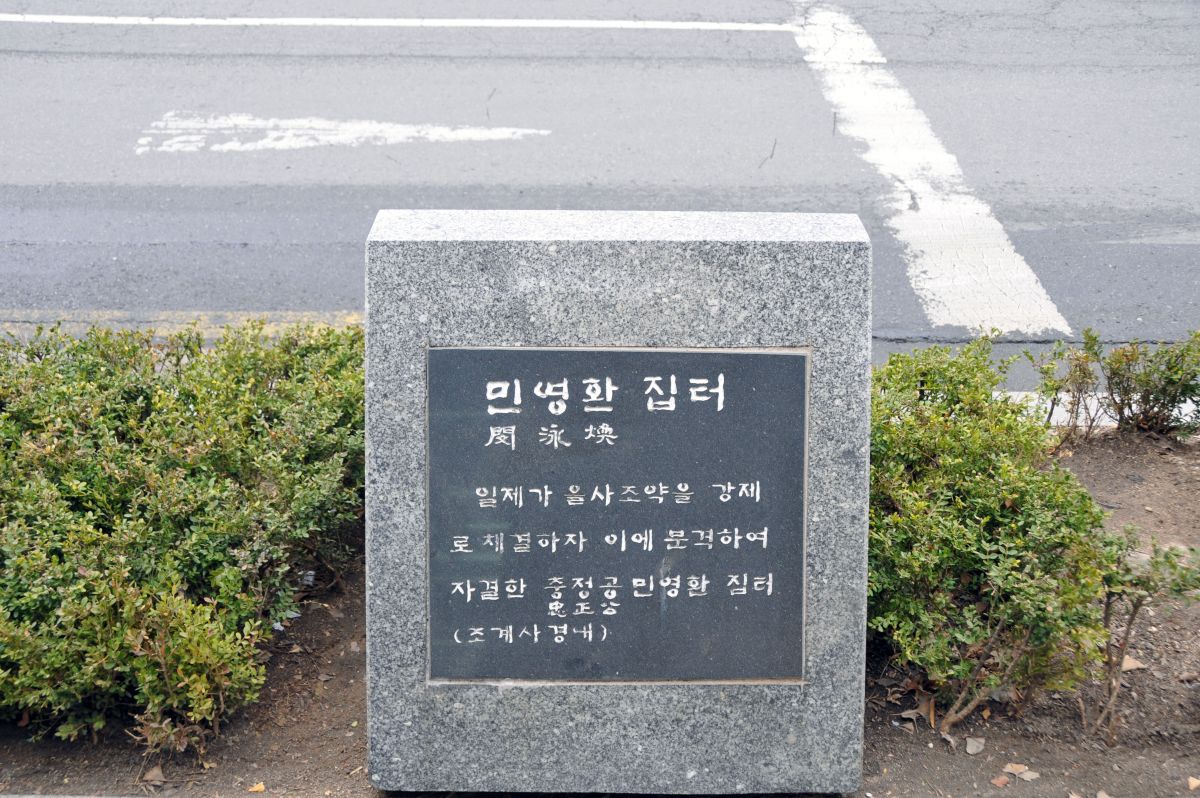 민영환 집터
閔泳煥
일제가 을사조약을 강제
로 체결하자 이에 분격하여
자결한 충정공 민영환 집터
忠正公
(조계사경내)